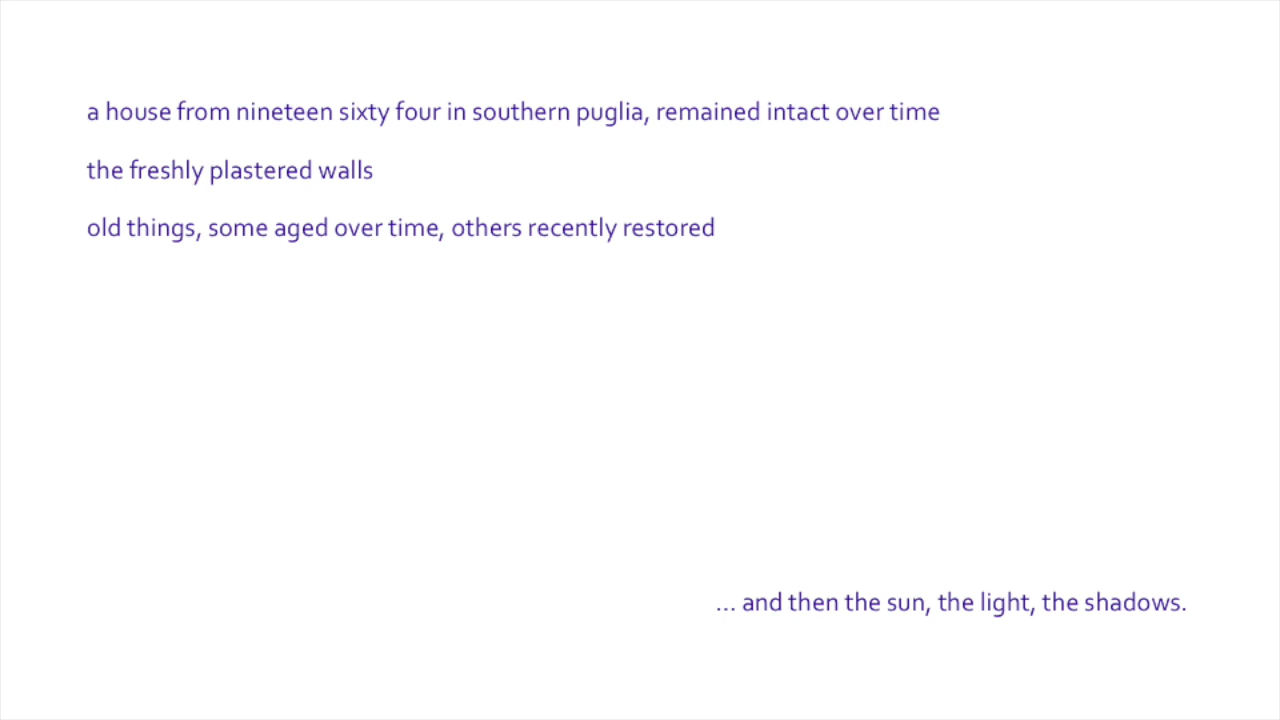 a house from nineteen sixty four in southern puglia, remained intact over time
the freshly plastered walls
old things, some aged over time, others recently restored
... and then the sun, the light, the shadows.